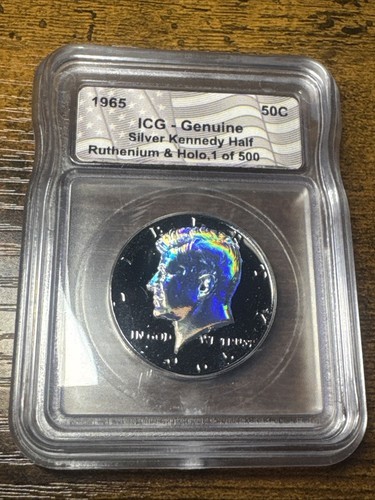 1965 50C
ICG - Genuine
Silver Kennedy Half
Ruthenium & Holo,1 of 500
IN GOD WE TRUST